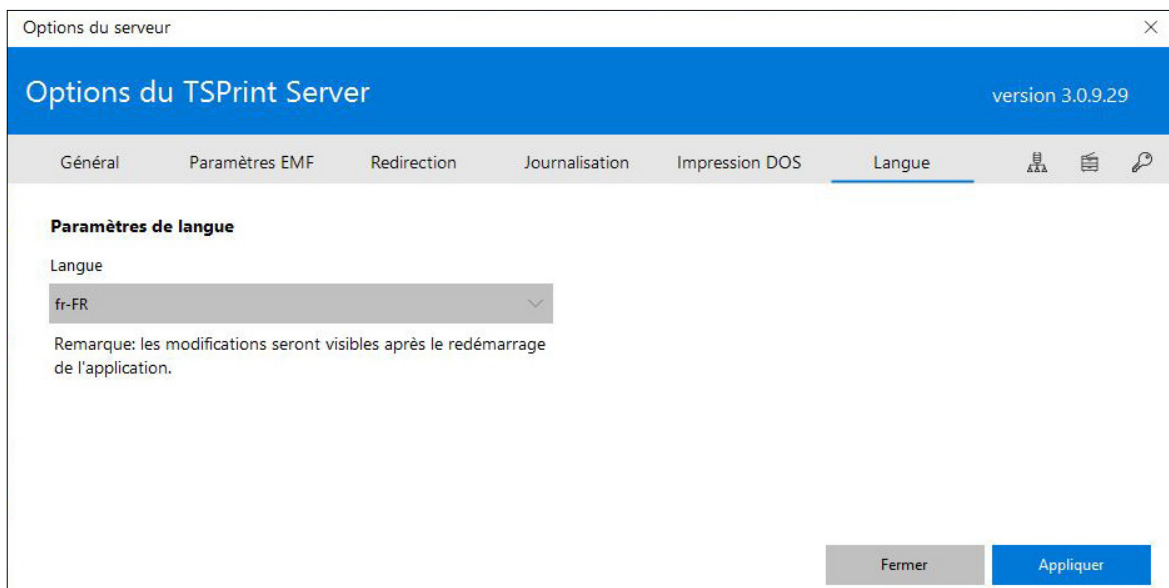 Options du serveur
Options du TSPrint Server
version 3.0.9.29
Général Paramètres EMF Redirection Journalisation Impression DOS Langue
Paramètres de langue
Langue
fr-FR
Remarque: les modifications seront visibles après le redémarrage
de l'application.
Fermer Appliquer